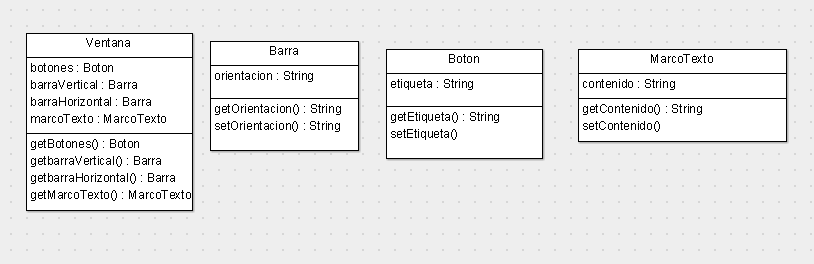 Ventana
botones : Boton
barraVertical : Barra
barraHorizontal : Barra
marcoTexto : MarcoTexto
getBotones() : Boton
getbarraVertical() : Barra
getbarraHorizontal() : Barra
getMarcoTexto() : MarcoTexto
Barra
orientacion : String
getOrientacion() : String
setOrientacion() : String
Boton
etiqueta : String
getEtiqueta() : String
setEtiqueta()
MarcoTexto
contenido : String
getContenido() : String
setContenido()